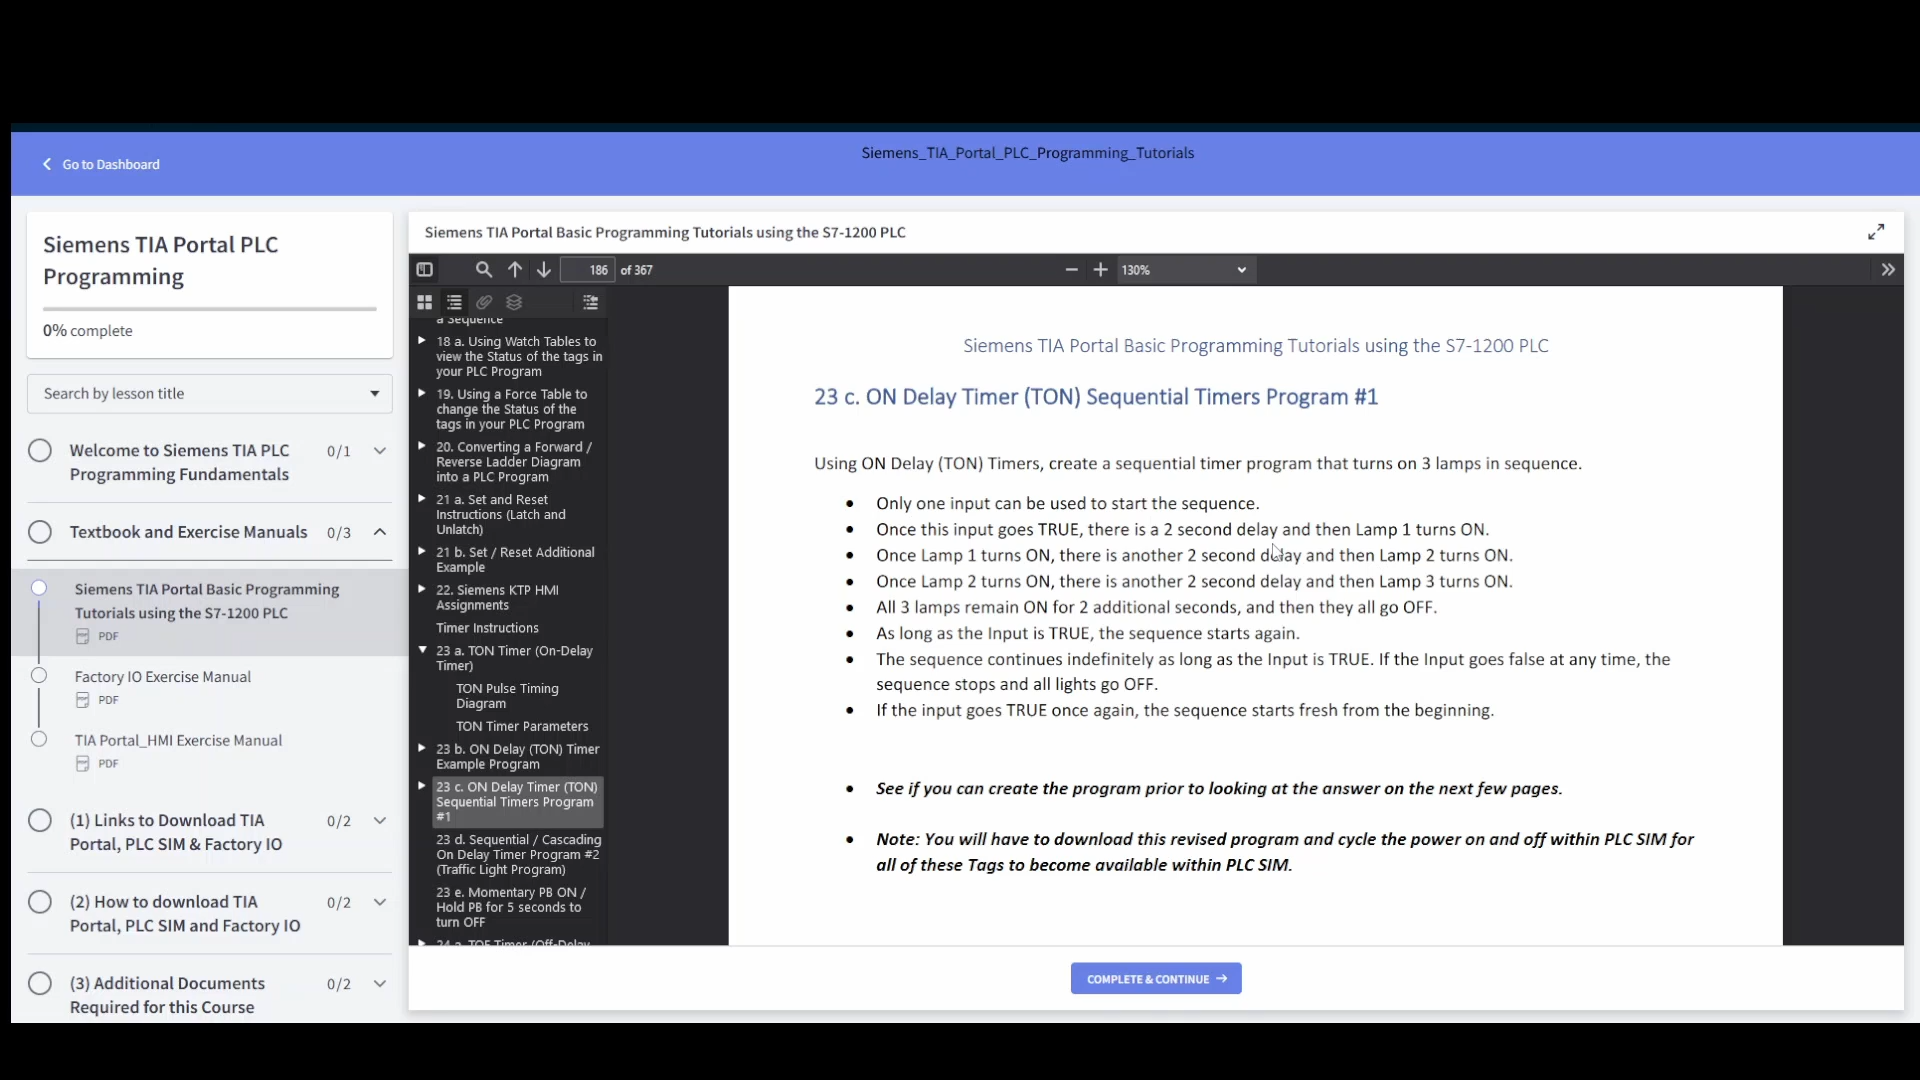 Siemens_TIA_Portal_PLC_Programming_Tutorials
Go to Dashboard
Siemens TIA Portal PLC
Programming
0% complete
Search by lesson title
Welcome to Siemens TIA PLC
Programming Fundamentals
0/1
Textbook and Exercise Manuals
0/3
Siemens TIA Portal Basic Programming
Tutorials using the S7-1200 PLC
PDF
Factory IO Exercise Manual
PDF
TIA Portal_HMI Exercise Manual
PDF
(1) Links to Download TIA
Portal, PLC SIM & Factory IO
0/2
(2) How to download TIA
Portal, PLC SIM and Factory IO
0/2
(3) Additional Documents
Required for this Course
0/2
Siemens TIA Portal Basic Programming Tutorials using the S7-1200 PLC
186 of 367
130%
a Sequence
18 a. Using Watch Tables to
view the Status of the tags in
your PLC Program
19. Using a Force Table to
change the Status of the
tags in your PLC Program
20. Converting a Forward /
Reverse Ladder Diagram
into a PLC Program
21 a. Set and Reset
Instructions (Latch and
Unlatch)
21 b. Set / Reset Additional
Example
22. Siemens KTP HMI
Assignments
Timer Instructions
23 a. TON Timer (On-Delay
Timer)
TON Pulse Timing
Diagram
TON Timer Parameters
23 b. ON Delay (TON) Timer
Example Program
23 c. ON Delay Timer (TON)
Sequential Timers Program
#1
23 d. Sequential / Cascading
On Delay Timer Program #2
(Traffic Light Program)
23 e. Momentary PB ON /
Hold PB for 5 seconds to
turn OFF
24 a. TOF Timer (Off-Delay
Siemens TIA Portal Basic Programming Tutorials using the S7-1200 PLC
23 c. ON Delay Timer (TON) Sequential Timers Program #1
Using ON Delay (TON) Timers, create a sequential timer program that turns on 3 lamps in sequence.
• Only one input can be used to start the sequence.
• Once this input goes TRUE, there is a 2 second delay and then Lamp 1 turns ON.
• Once Lamp 1 turns ON, there is another 2 second delay and then Lamp 2 turns ON.
• Once Lamp 2 turns ON, there is another 2 second delay and then Lamp 3 turns ON.
• All 3 lamps remain ON for 2 additional seconds, and then they all go OFF.
• As long as the Input is TRUE, the sequence starts again.
• The sequence continues indefinitely as long as the Input is TRUE. If the Input goes false at any time, the
sequence stops and all lights go OFF.
• If the input goes TRUE once again, the sequence starts fresh from the beginning.
• See if you can create the program prior to looking at the answer on the next few pages.
• Note: You will have to download this revised program and cycle the power on and off within PLC SIM for
all of these Tags to become available within PLC SIM.
COMPLETE & CONTINUE →